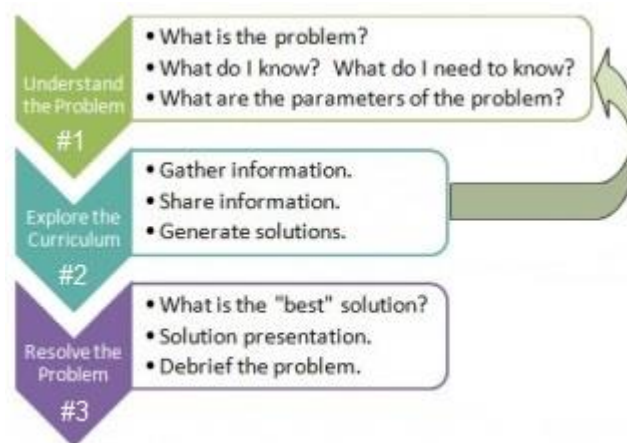 Understand
the Problem
#1
• What is the problem?
• What do I know? What do I need to know?
• What are the parameters of the problem?
Explore the
Curriculum
#2
• Gather information.
• Share information.
• Generate solutions.
Resolve the
Problem
#3
• What is the "best" solution?
• Solution presentation.
• Debrief the problem.